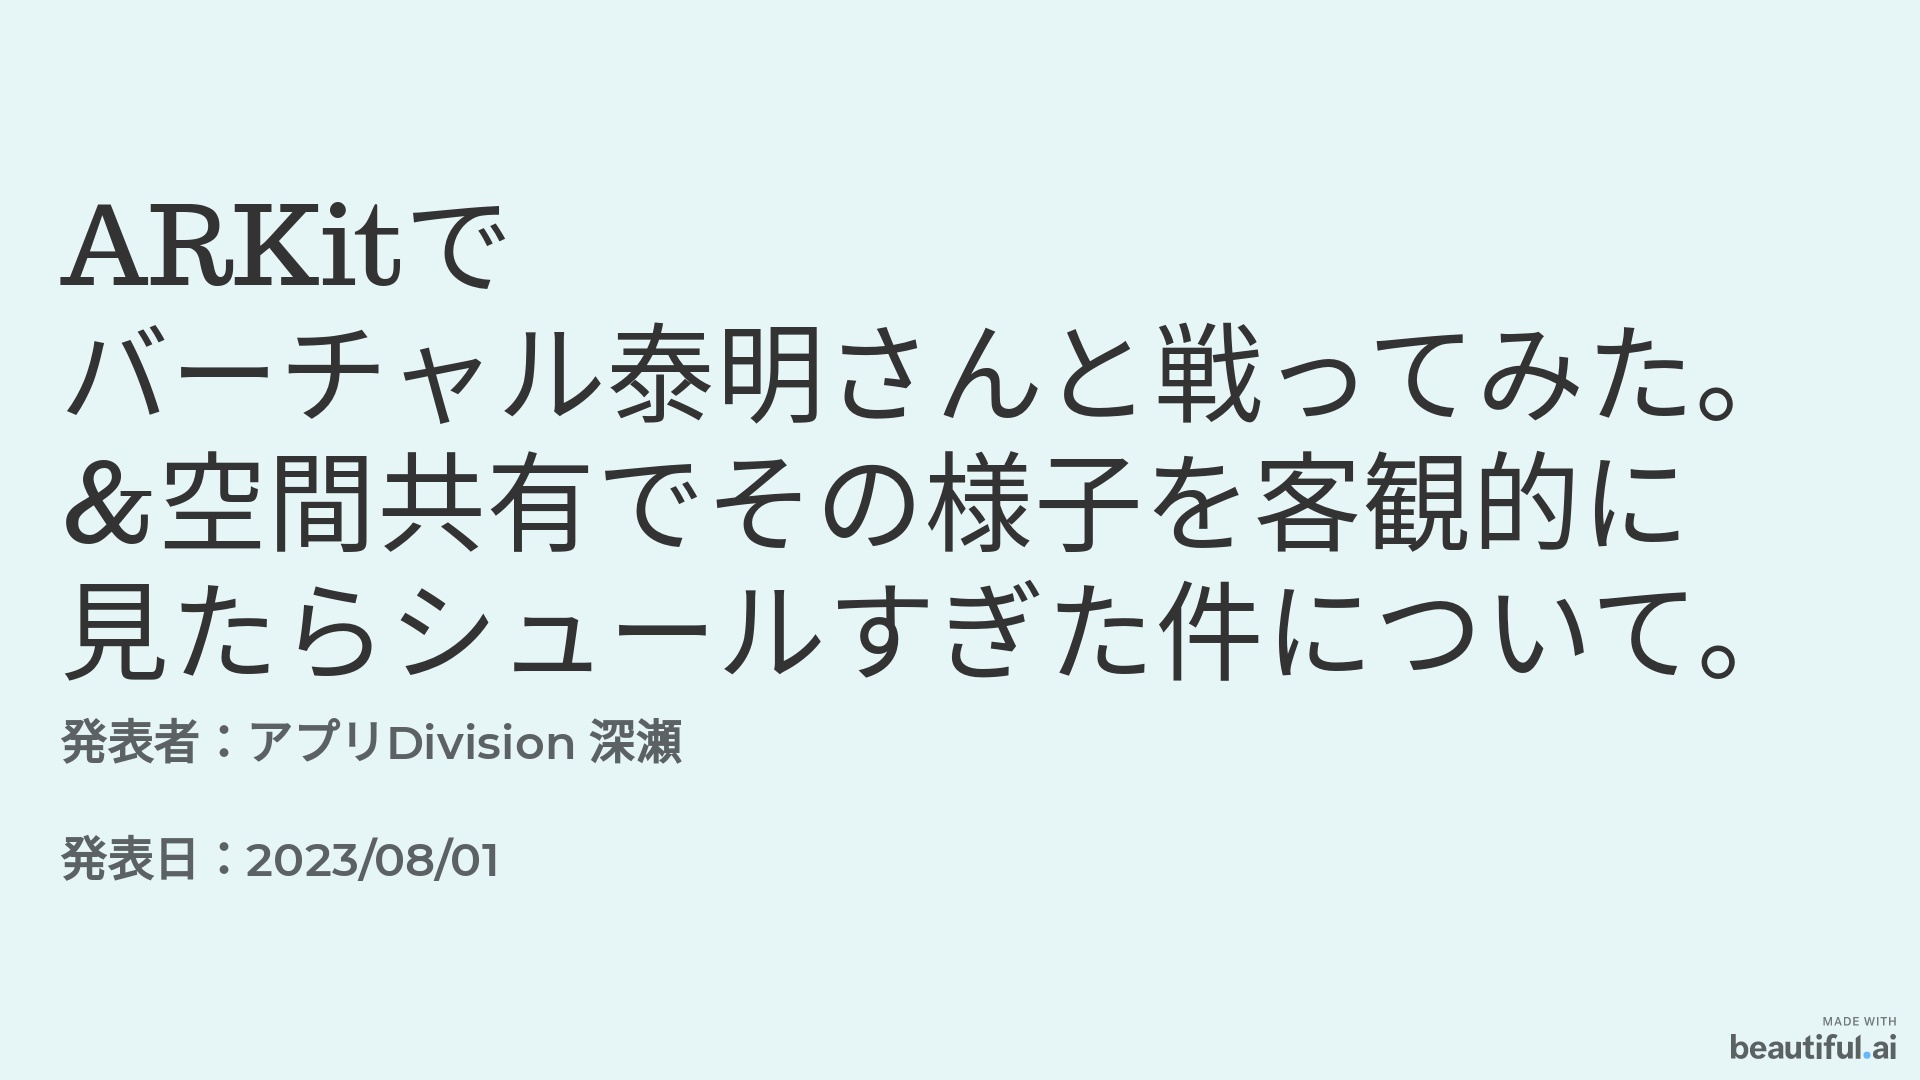 ARKitで
バーチャル泰明さんと戦ってみた。
&空間共有でその様子を客観的に
見たらシュールすぎた件について。
発表者：アプリDivision 深瀬
発表日：2023/08/01
MADE WITH
beautiful.ai